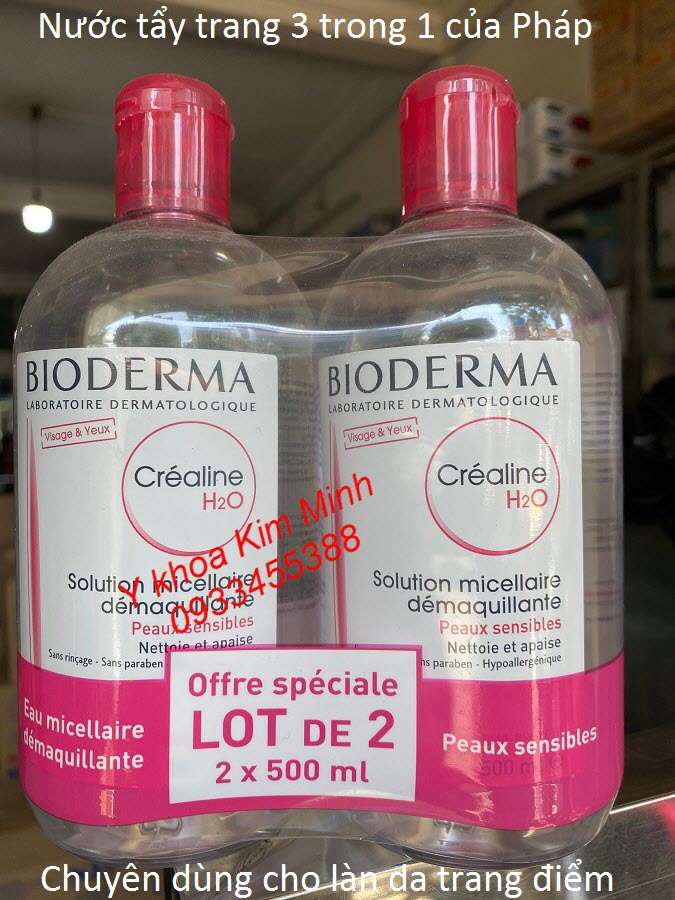 Nước tẩy trang 3 trong 1 của Pháp
BIODERMA
LABORATOIRE DERMATOLOGIQUE
Visage & Yeux
Créaline
H2O
Solution micellaire
démaquillante
Peaux sensibles
Nettoie et apaise
Sans rinçage - Sans paraben
BIODERMA
LABORATOIRE DERMATOLOGIQUE
Visage & Yeux
Créaline
H2O
Solution micellaire
démaquillante
Peaux sensibles
Nettoie et apaise
ns paraben - Hypoallergénique
Y khoa Kim Minh
0933455388
Eau micellaire
démaquillante
Offre spéciale
LOT DE 2
2 x 500 ml
Peaux sensibles
500 ml e
Chuyên dùng cho làn da trang điểm